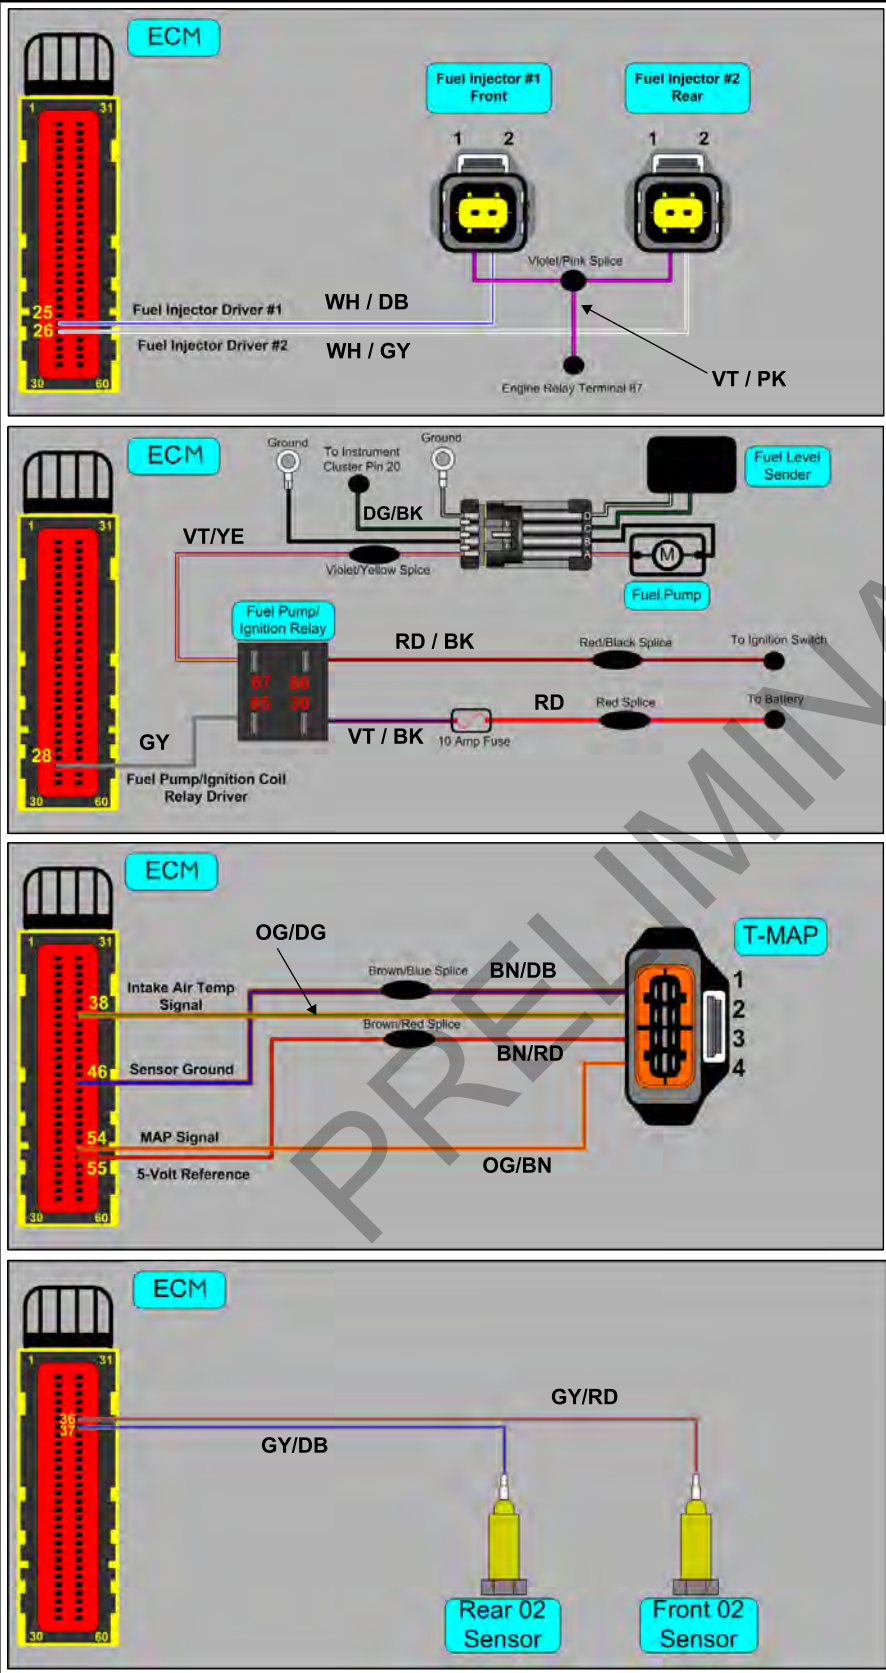 ECM
Fuel Injector #1
Front
Fuel Injector #2
Rear
1 2
1 2
1 31
Violet/Pink Splice
25
26
Fuel Injector Driver #1
WH / DB
Fuel Injector Driver #2
WH / GY
VT / PK
30 60
Engine Relay Terminal 87
ECM
Ground
To Instrument
Cluster Pin 20
Ground
Fuel Level
Sender
DG/BK
1 31
VT/YE
Violet/Yellow Spice
M
Fuel Pump
Fuel Pump/
Ignition Relay
RD / BK
Red/Black Splice
To Ignition Switch
87 86
85 30
RD
Red Splice
To Battery
VT / BK
10 Amp Fuse
GY
28
Fuel Pump/Ignition Coil
Relay Driver
30 60
ECM
OG/DG
T-MAP
1 31
Brown/Blue Splice
BN/DB
Intake Air Temp
Signal
38
1
2
3
4
Brown/Red Splice
BN/RD
46
Sensor Ground
54
MAP Signal
OG/BN
55
5-Volt Reference
30 60
ECM
1 31
GY/RD
36
37
GY/DB
30 60
Rear 02
Sensor
Front 02
Sensor
PRELIMINA